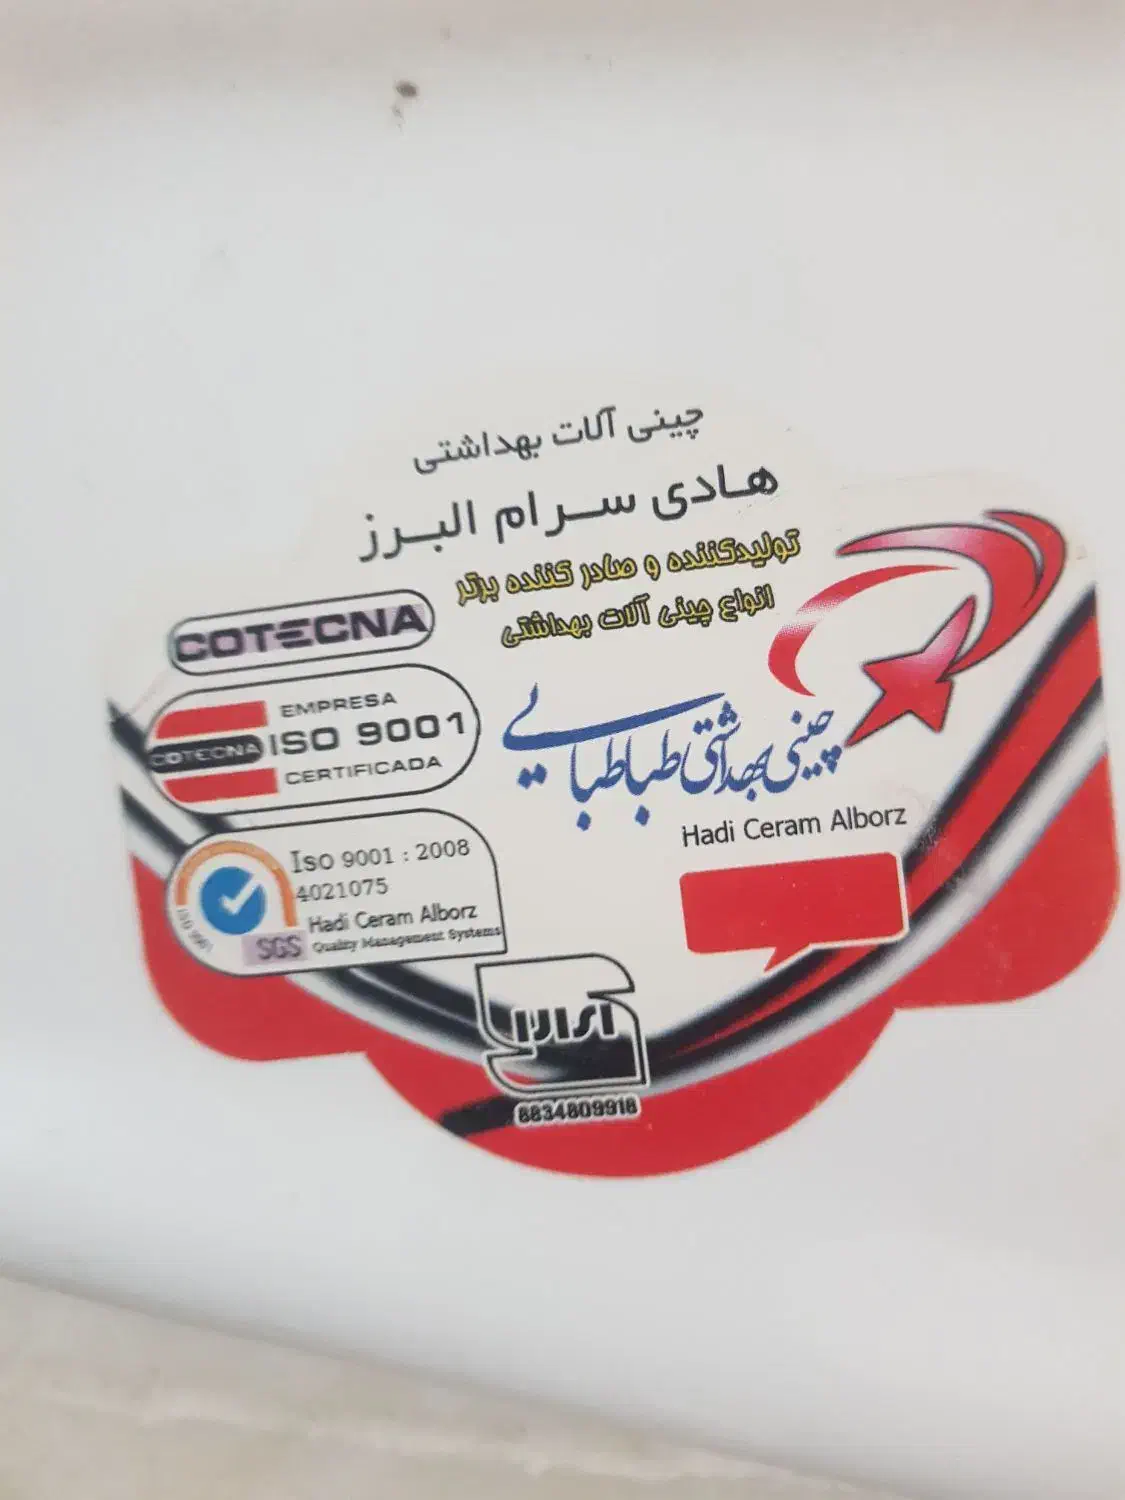 چینی آلات بهداشتی
هادی سرام البرز
تولیدکننده و صادر کننده برتر
انواع چینی آلات بهداشتی
COTECNA
EMPRESA
COTECNA ISO 9001
CERTIFICADA
چینی بهداشتی طباطبایی
Hadi Ceram Alborz
Iso 9001 : 2008
4021075
Hadi Ceram Alborz
SGS Quality Management Systems
ISO 9001
8834809918